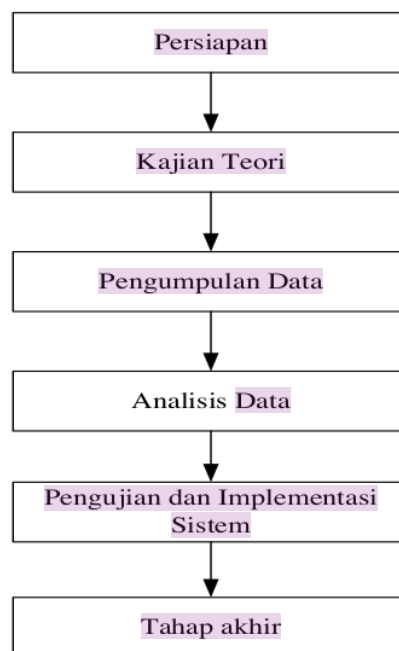 Persiapan
Kajian Teori
Pengumpulan Data
Analisis Data
Pengujian dan Implementasi
Sistem
Tahap akhir